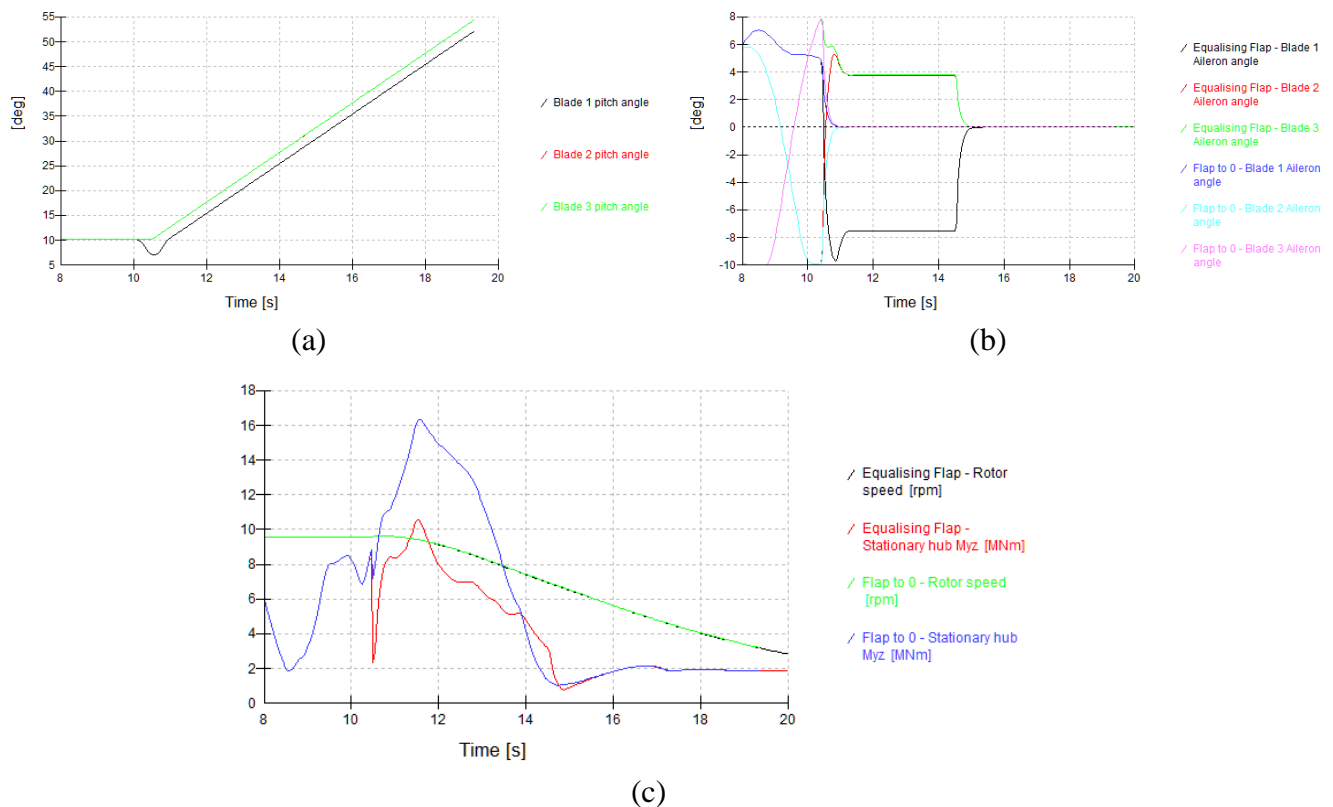 55
50
45
40
35
30
25
20
15
10
5
[deg]
8 10 12 14 16 18 20
Time [s]
Blade 1 pitch angle
Blade 2 pitch angle
Blade 3 pitch angle
(a)
8
6
4
2
0
-2
-4
-6
-8
-10
[deg]
8 10 12 14 16 18 20
Time [s]
Equalising Flap - Blade 1
Aileron angle
Equalising Flap - Blade 2
Aileron angle
Equalising Flap - Blade 3
Aileron angle
Flap to 0 - Blade 1 Aileron
angle
Flap to 0 - Blade 2 Aileron
angle
Flap to 0 - Blade 3 Aileron
angle
(b)
18
16
14
12
10
8
6
4
2
0
8 10 12 14 16 18 20
Time [s]
Equalising Flap - Rotor
speed [rpm]
Equalising Flap -
Stationary hub Myz [MNm]
Flap to 0 - Rotor speed
[rpm]
Flap to 0 - Stationary hub
Myz [MNm]
(c)